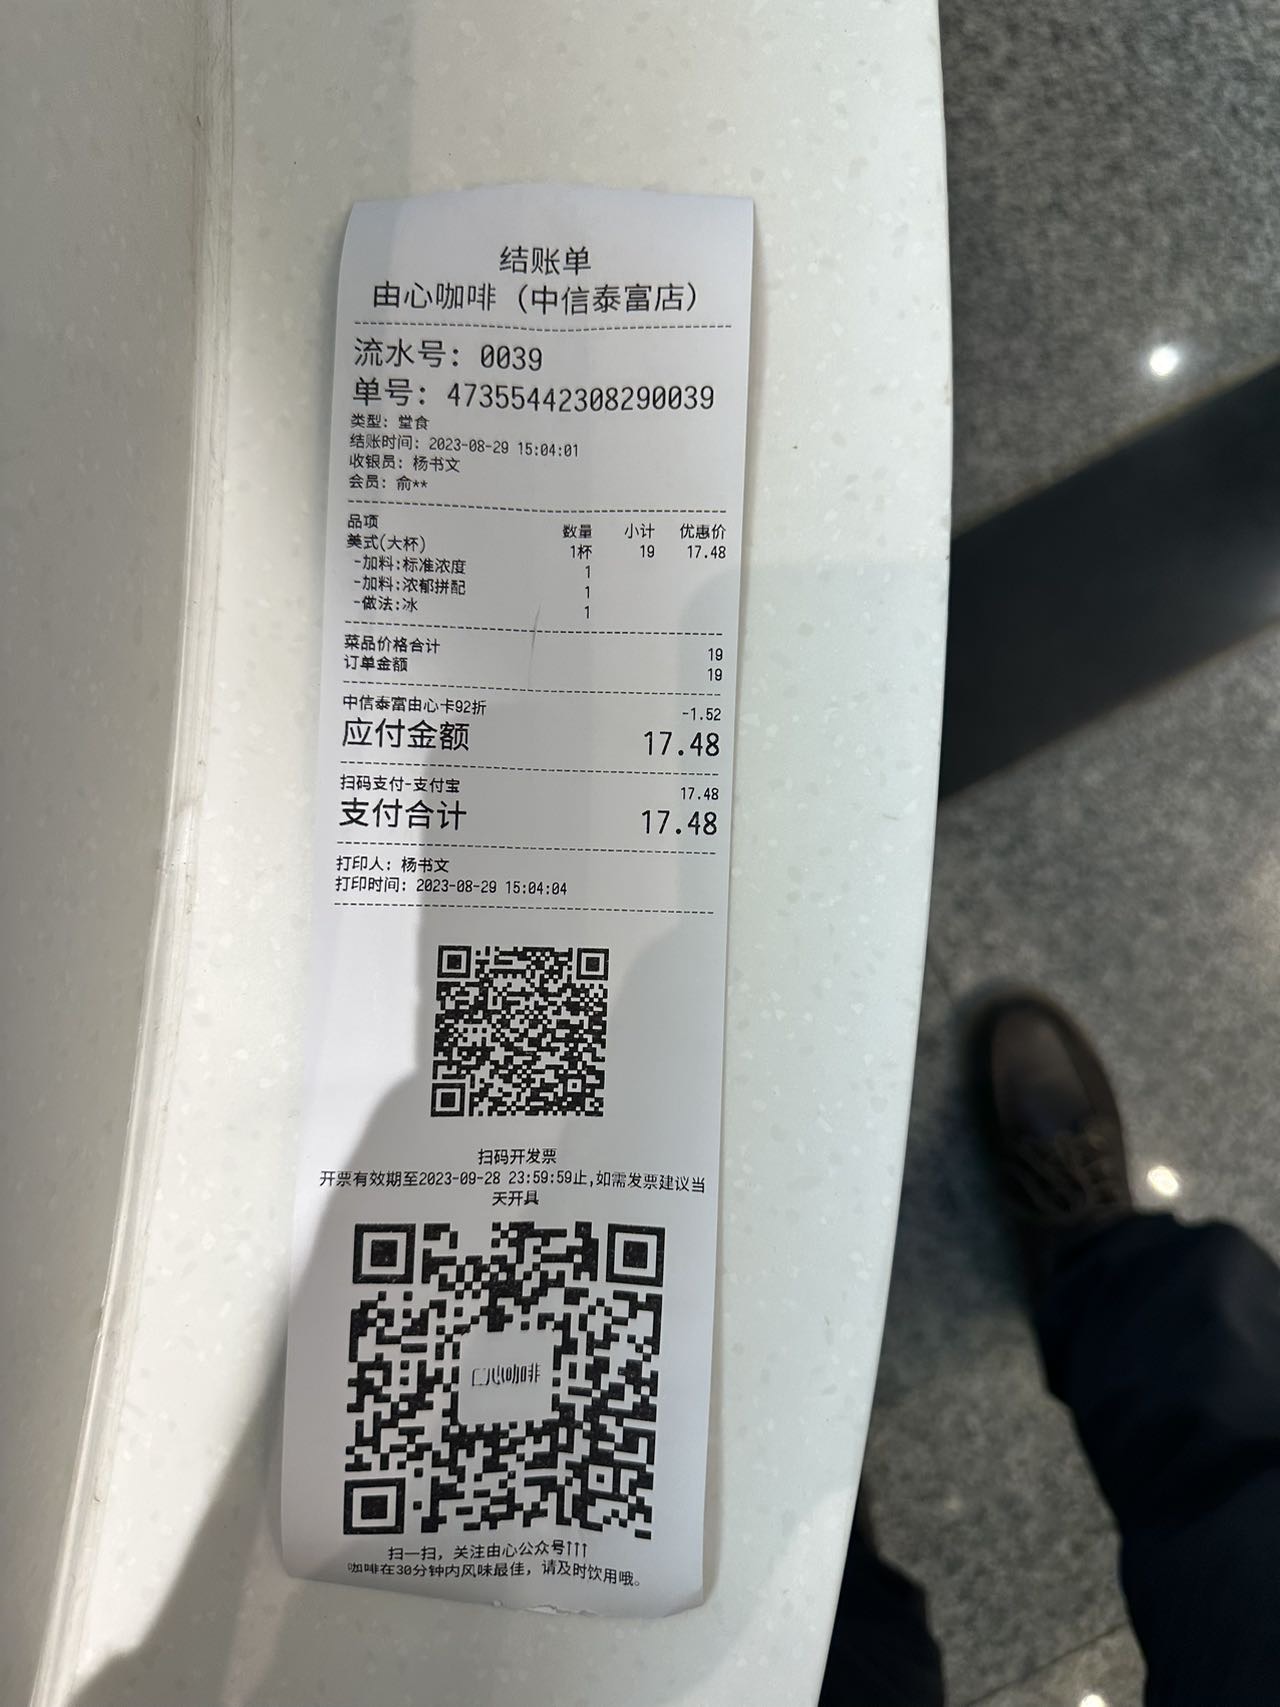 结账单
由心咖啡（中信泰富店）
流水号: 0039
单号: 47355442308290039
类型: 堂食
结账时间: 2023-08-29 15:04:01
收银员: 杨书文
会员: 俞**
品项 数量 小计 优惠价
美式(大杯) 1杯 19 17.48
-加料:标准浓度 1
-加料:浓郁拼配 1
-做法:冰 1
菜品价格合计 19
订单金额 19
中信泰富由心卡92折 -1.52
应付金额 17.48
扫码支付-支付宝 17.48
支付合计 17.48
打印人: 杨书文
打印时间: 2023-08-29 15:04:04
扫码开发票
开票有效期至2023-09-28 23:59:59止,如需发票建议当
天开具
心咖啡
扫一扫，关注由心公众号↑↑↑
咖啡在30分钟内风味最佳，请及时饮用哦。